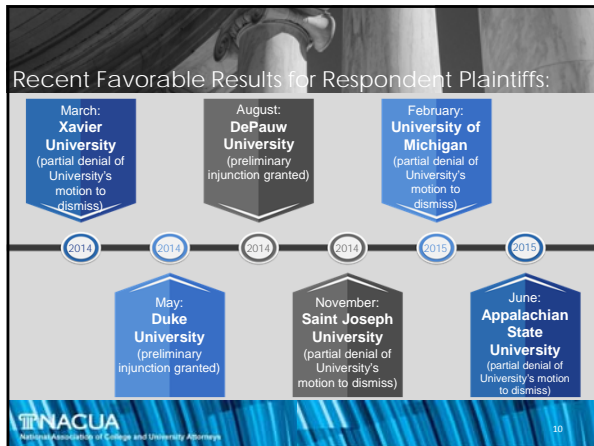 Recent Favorable Results for Respondent Plaintiffs:
March:
Xavier
University
(partial denial of
University's
motion to
dismiss)
August:
DePauw
University
(preliminary
injunction granted)
February:
University of
Michigan
(partial denial of
University's
motion to
dismiss)
2014
2014
2014
2014
2015
2015
May:
Duke
University
(preliminary
injunction granted)
November:
Saint Joseph
University
(partial denial of
University's
motion to dismiss)
June:
Appalachian
State
University
(partial denial of
University's motion
to dismiss)
NACUA
National Association of College and University Attorneys
10